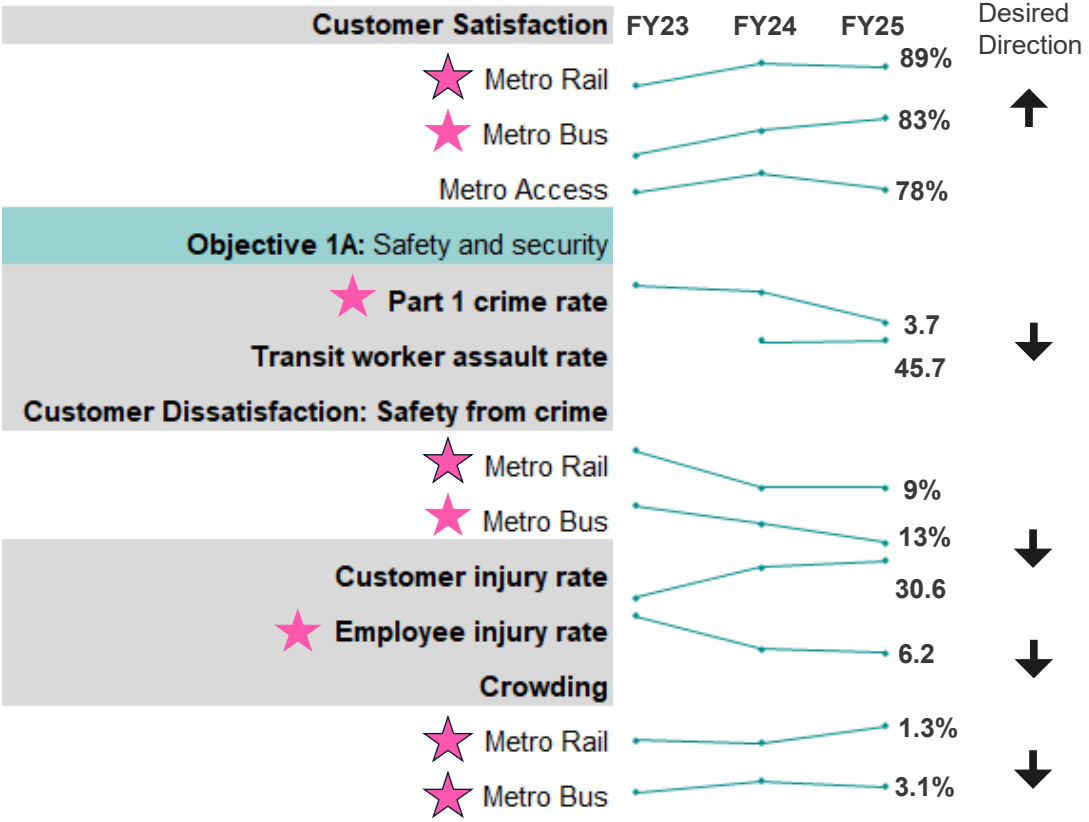 Customer Satisfaction FY23 FY24 FY25 Desired Direction
Metro Rail 89%
Metro Bus 83%
Metro Access 78%
Objective 1A: Safety and security
Part 1 crime rate 3.7
Transit worker assault rate 45.7
Customer Dissatisfaction: Safety from crime
Metro Rail 9%
Metro Bus 13%
Customer injury rate 30.6
Employee injury rate 6.2
Crowding
Metro Rail 1.3%
Metro Bus 3.1%